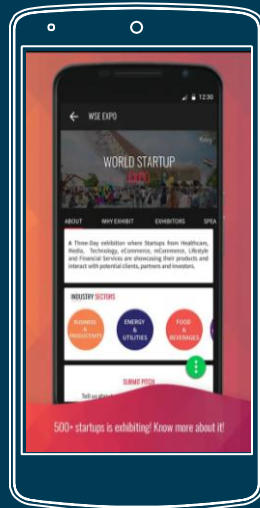 12:30
WSE EXPO
WORLD STARTUP
EXPO
ABOUT WHY EXHIBIT EXHIBITORS SPEA
A Three-Day exhibition where Startups from Healthcare,
Media, Technology, eCommerce, mCommerce, Lifestyle
and Financial Services are showcasing their products and
interact with potential clients, partners and investors.
INDUSTRY SECTORS
BUSINESS
&
PRODUCTIVITY
ENERGY
&
UTILITIES
FOOD
&
BEVERAGES
SUBMIT PITCH
500+ startups is exhibiting! Know more about it!